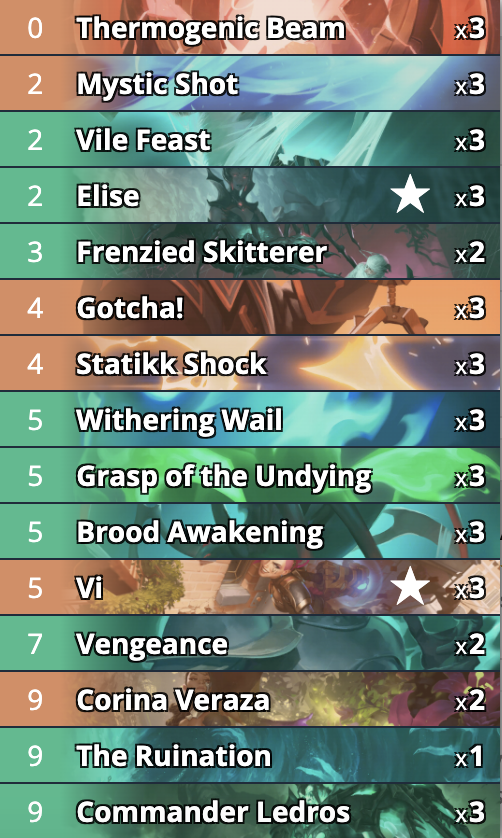 0 Thermogenic Beam x3
2 Mystic Shot x3
2 Vile Feast x3
2 Elise x3
3 Frenzied Skitterer x2
4 Gotcha! x3
4 Statikk Shock x3
5 Withering Wail x3
5 Grasp of the Undying x3
5 Brood Awakening x3
5 Vi x3
7 Vengeance x2
9 Corina Veraza x2
9 The Ruination x1
9 Commander Ledros x3